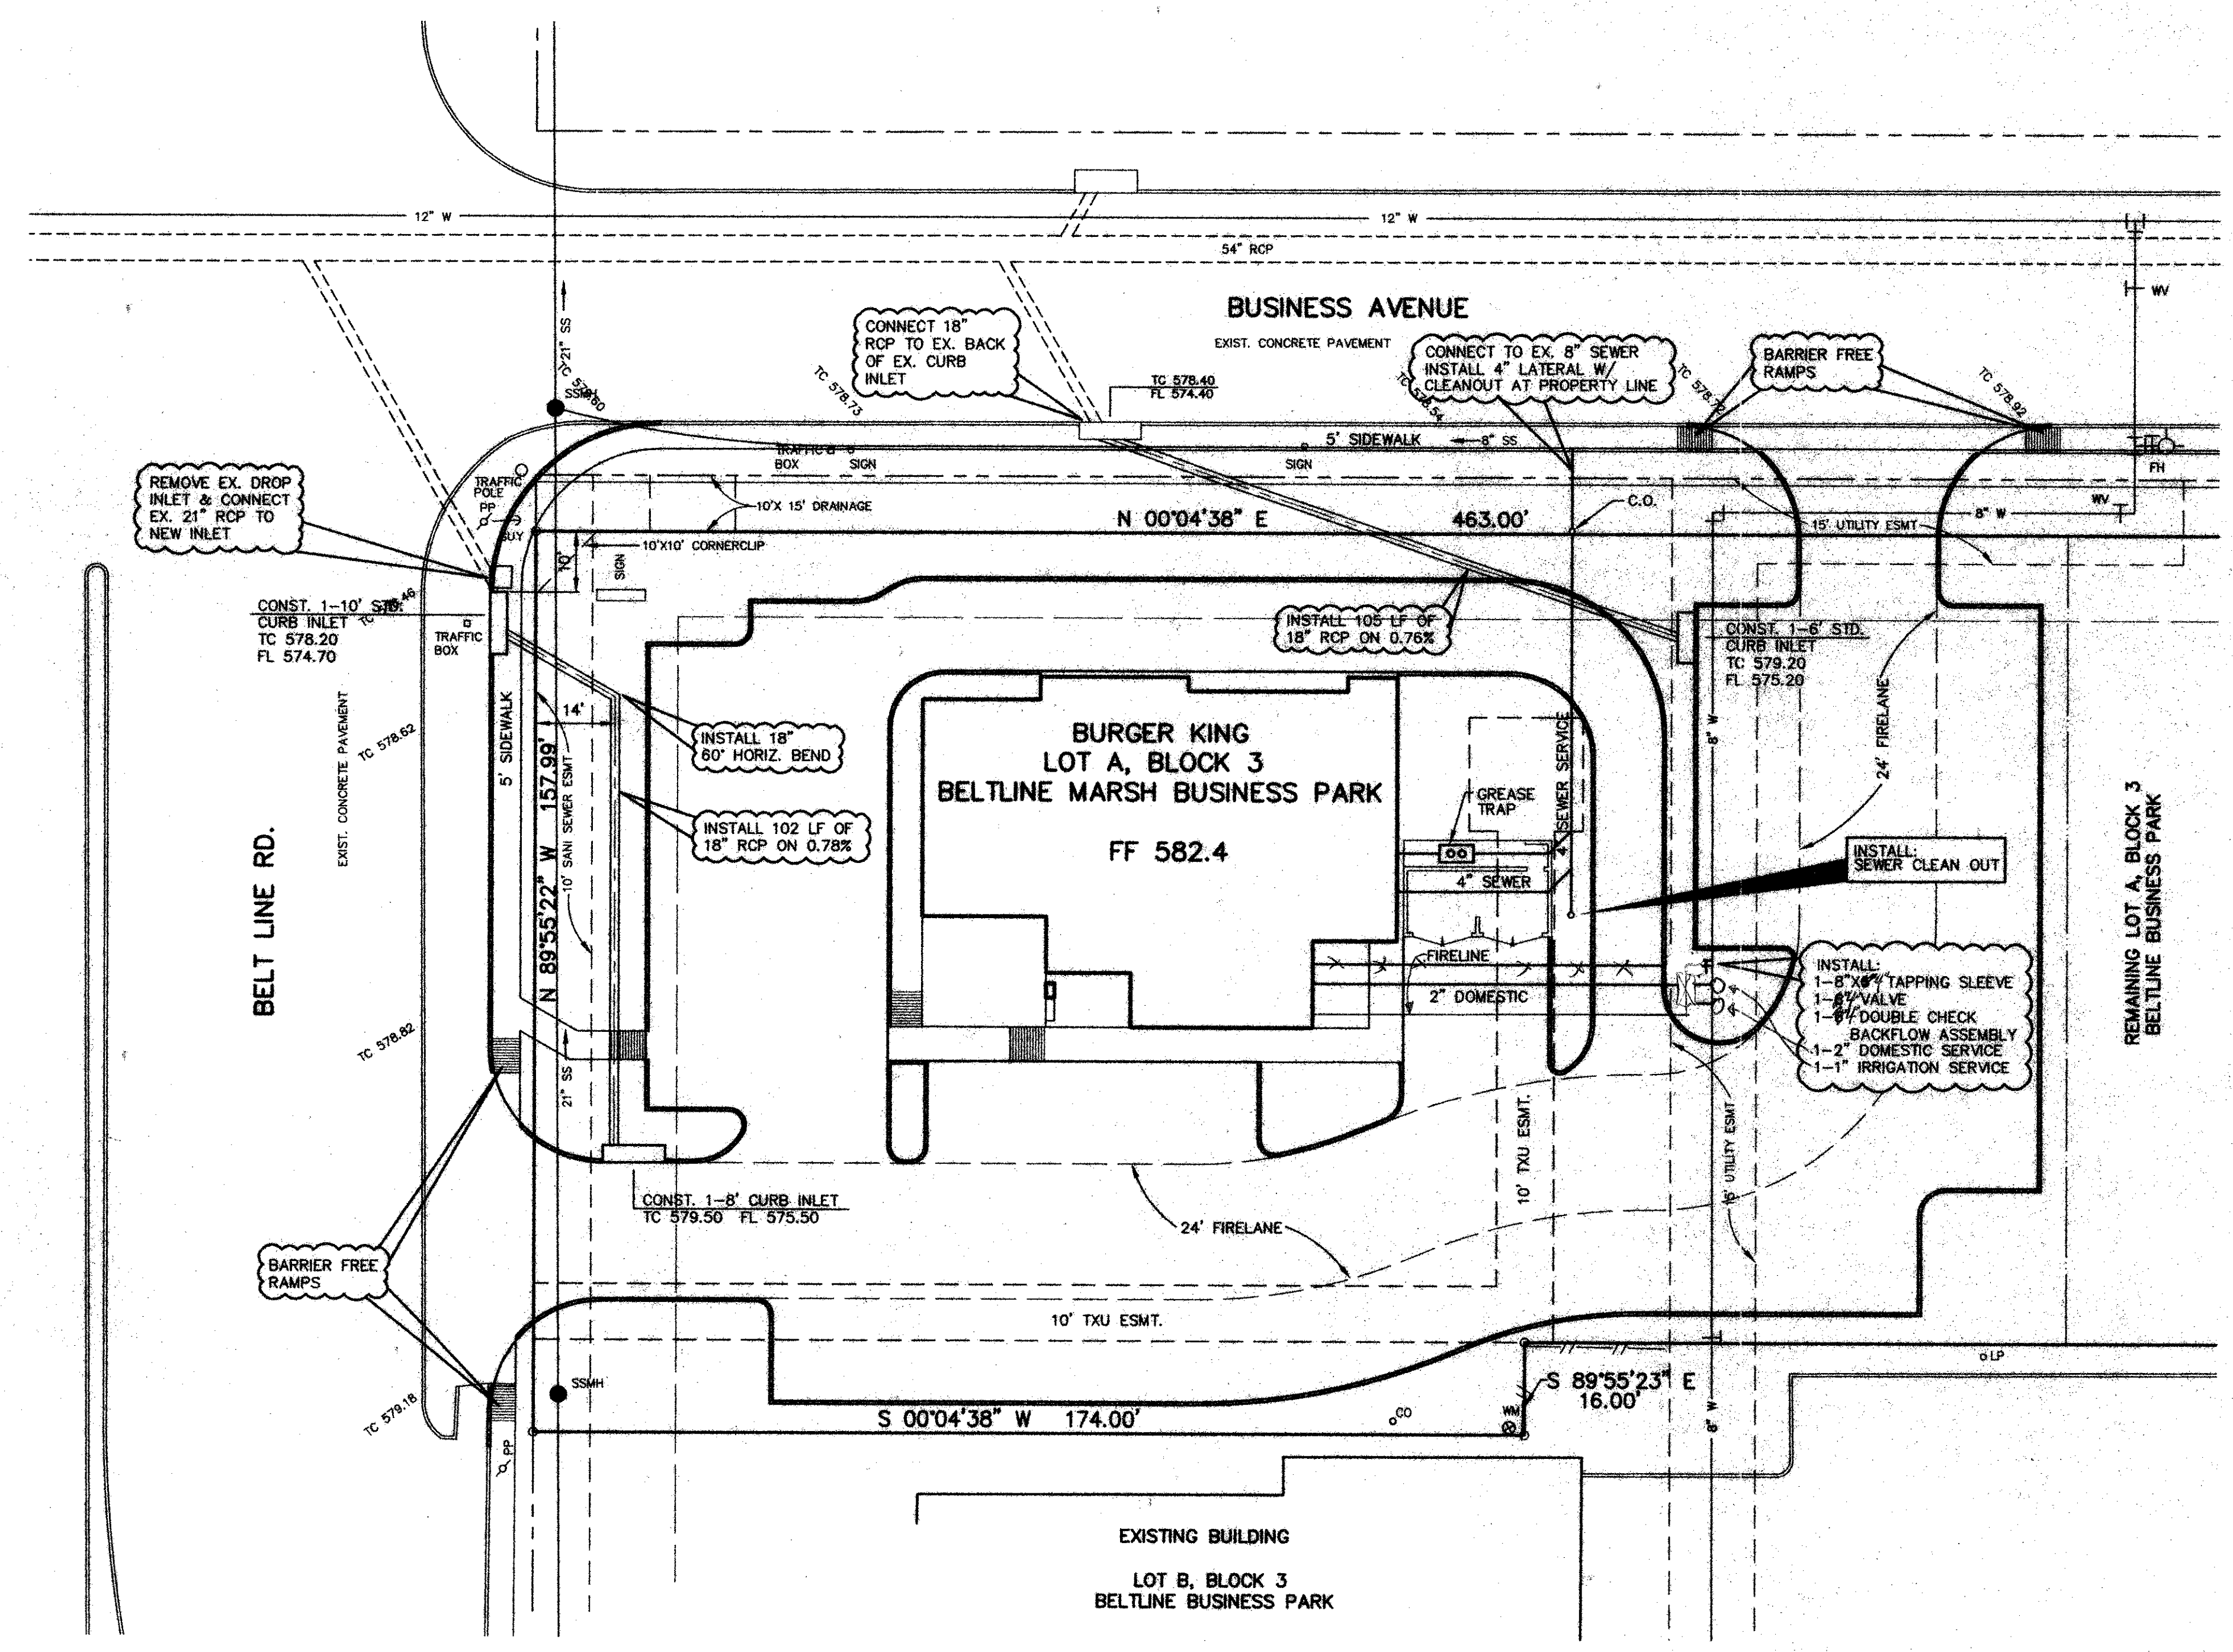 12" W
12" W
54" RCP
WV
BUSINESS AVENUE
EXIST. CONCRETE PAVEMENT
21" SS
CONNECT 18"
RCP TO EX. BACK
OF EX. CURB
INLET
TC 578.73
TC 578.40
FL 574.40
CONNECT TO EX. 8" SEWER
INSTALL 4" LATERAL W/
CLEANOUT AT PROPERTY LINE
TC 578.54
BARRIER FREE
RAMPS
TC 578.92
SSMH
5' SIDEWALK
8" SS
TRAFFIC
BOX
SIGN
SIGN
FH
REMOVE EX. DROP
INLET & CONNECT
EX. 21" RCP TO
NEW INLET
TRAFFIC
POLE
PP
GUY
10'X 15' DRAINAGE
N 00°04'38" E 463.00'
C.O.
WV
8" W
15' UTILITY ESMT
10'X10' CORNERCLIP
10'
SIGN
CONST. 1-10' STD.
CURB INLET
TC 578.20
FL 574.70
TRAFFIC
BOX
INSTALL 105 LF OF
18" RCP ON 0.76%
CONST. 1-6' STD.
CURB INLET
TC 579.20
FL 575.20
24' FIRELANE
8" W
5' SIDEWALK
14'
INSTALL 18"
60° HORIZ. BEND
EXIST. CONCRETE PAVEMENT
TC 578.62
N 89°55'22" W 157.99'
10' SANI SEWER ESMT
INSTALL 102 LF OF
18" RCP ON 0.78%
BURGER KING
LOT A, BLOCK 3
BELTLINE MARSH BUSINESS PARK
FF 582.4
GREASE
TRAP
4" SEWER SERVICE
4" SEWER
INSTALL:
SEWER CLEAN OUT
BELT LINE RD.
REMAINING LOT A, BLOCK 3
BELTLINE BUSINESS PARK
FIRELINE
2" DOMESTIC
INSTALL:
TAPPING SLEEVE
VALVE
DOUBLE CHECK
BACKFLOW ASSEMBLY
1-2" DOMESTIC SERVICE
1-1" IRRIGATION SERVICE
TC 578.82
21" SS
10' TXU ESMT.
15' UTILITY ESMT
CONST. 1-8' CURB INLET
TC 579.50 FL 575.50
24' FIRELANE
BARRIER FREE
RAMPS
10' TXU ESMT.
LP
SSMH
S 89°55'23" E
16.00'
TC 579.18
S 00°04'38" W 174.00'
CO
WM
8" W
PP
EXISTING BUILDING
LOT B, BLOCK 3
BELTLINE BUSINESS PARK